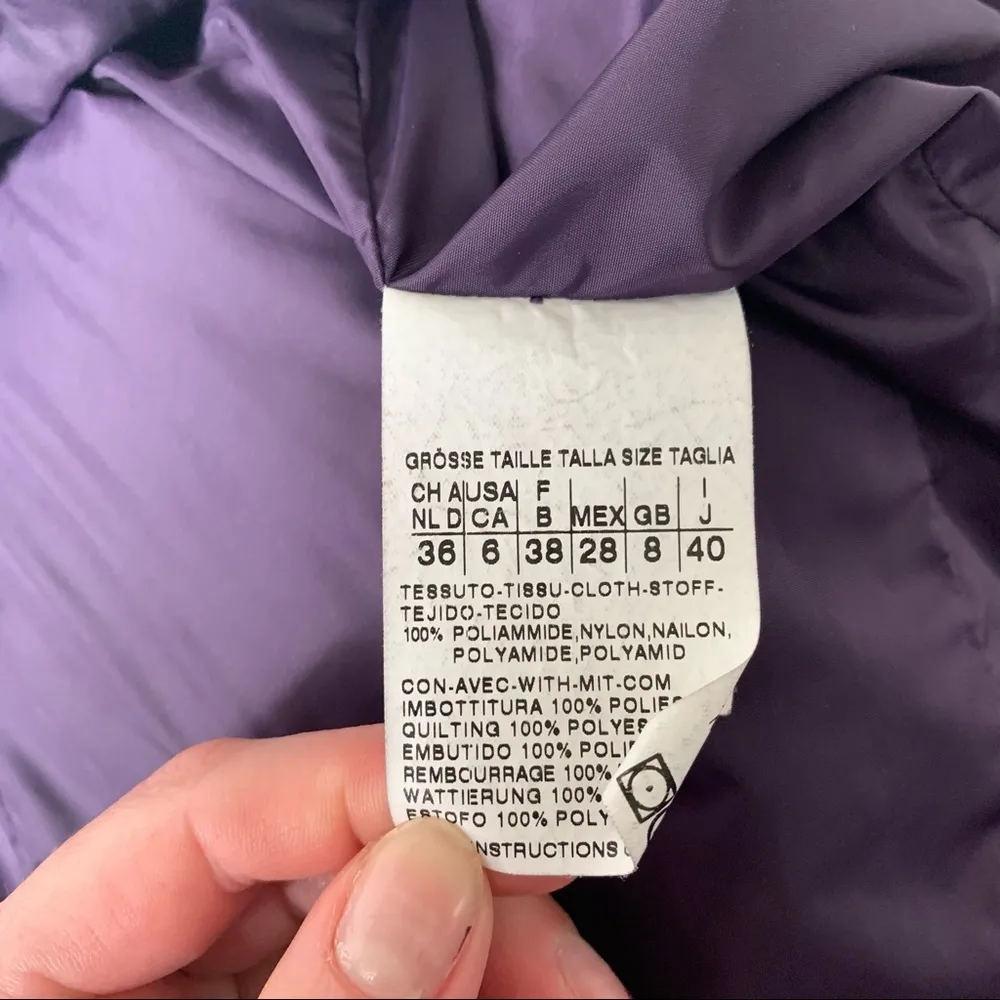 GRÖSSE TAILLE TALLA SIZE TAGLIA
CH A USA F I
NL D CA B MEX GB J
36 6 38 28 8 40
TESSUTO-TISSU-CLOTH-STOFF-
TEJIDO-TECIDO
100% POLIAMMIDE,NYLON,NAILON,
POLYAMIDE,POLYAMID
CON-AVEC-WITH-MIT-COM
IMBOTTITURA 100%
QUILTING 100%
EMBUTIDO 100%
REMBOURRAGE 100%
WATTIERUNG 100%
ESTOFO 100%